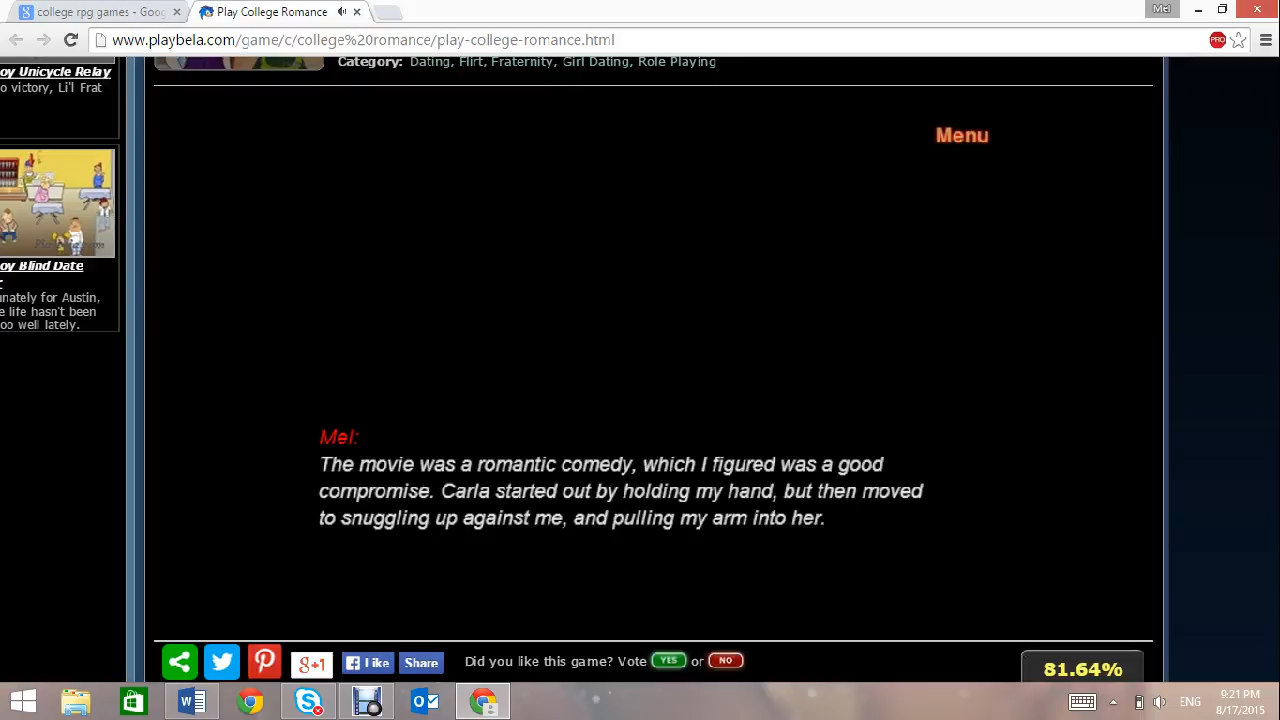 college rpg games - Goog
Play College Romance
Mel
www.playbela.com/game/c/college%20romance/play-college-romance.html
PRO
oy Unicycle Relay
o victory, Li'l Frat
Category: Dating, Flirt, Fraternity, Girl Dating, Role Playing
Menu
Playbela.com
oy Blind Date
r
unately for Austin,
e life hasn't been
oo well lately.
Mel:
The movie was a romantic comedy, which I figured was a good
compromise. Carla started out by holding my hand, but then moved
to snuggling up against me, and pulling my arm into her.
g+1
Like
Share
Did you like this game? Vote YES or NO
81.64%
ENG
9:21 PM
8/17/2015